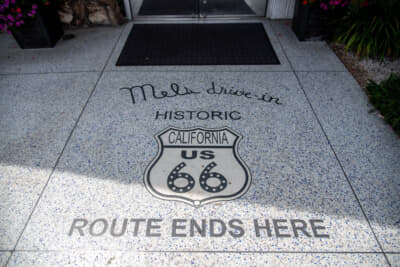 Mels drive-in
HISTORIC
CALIFORNIA
US
66
ROUTE ENDS HERE